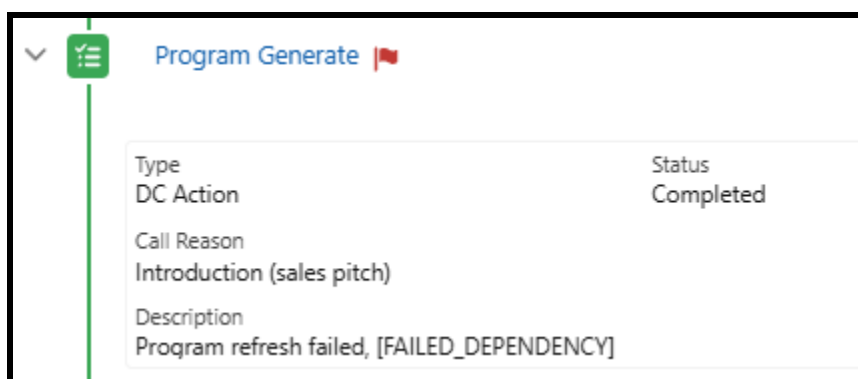 Program Generate
Type
Status
DC Action
Completed
Call Reason
Introduction (sales pitch)
Description
Program refresh failed, [FAILED_DEPENDENCY]